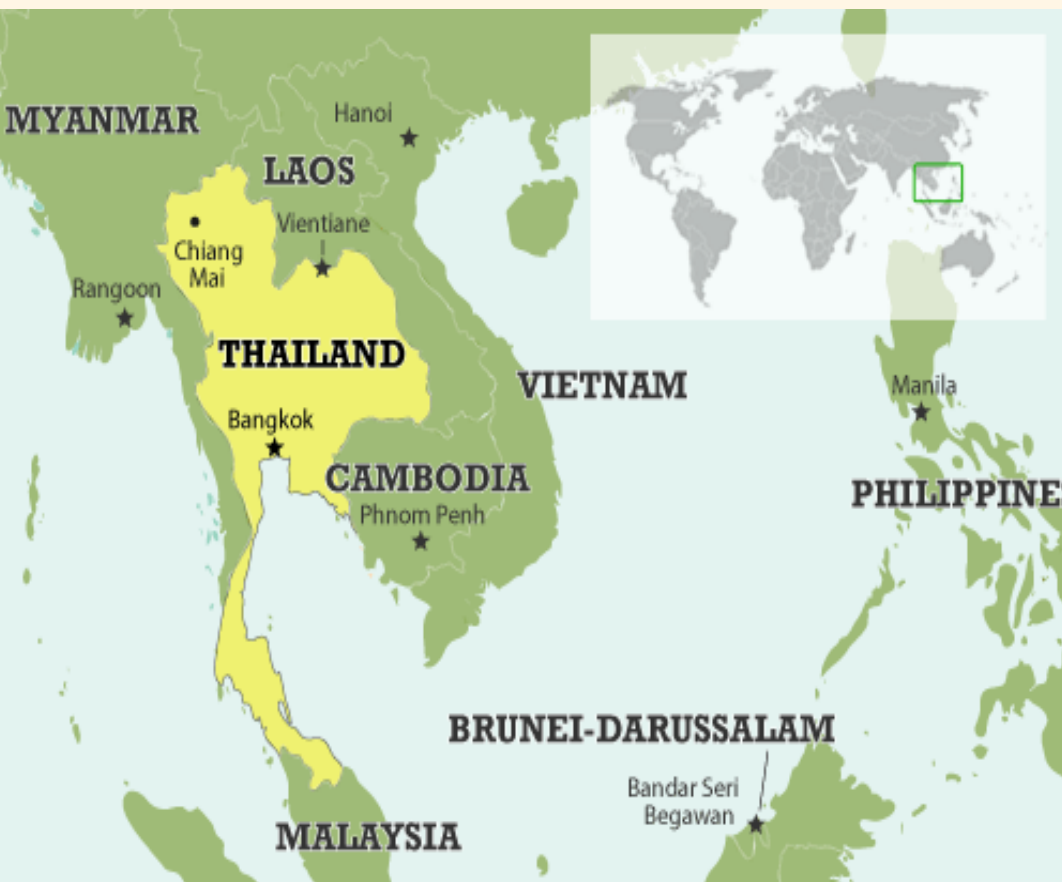 Hanoi
MYANMAR
LAOS
Vientiane
Chiang
Mai
Rangoon
THAILAND
VIETNAM
Manila
Bangkok
CAMBODIA
PHILIPPINE
Phnom Penh
BRUNEI-DARUSSALAM
Bandar Seri
Begawan
MALAYSIA